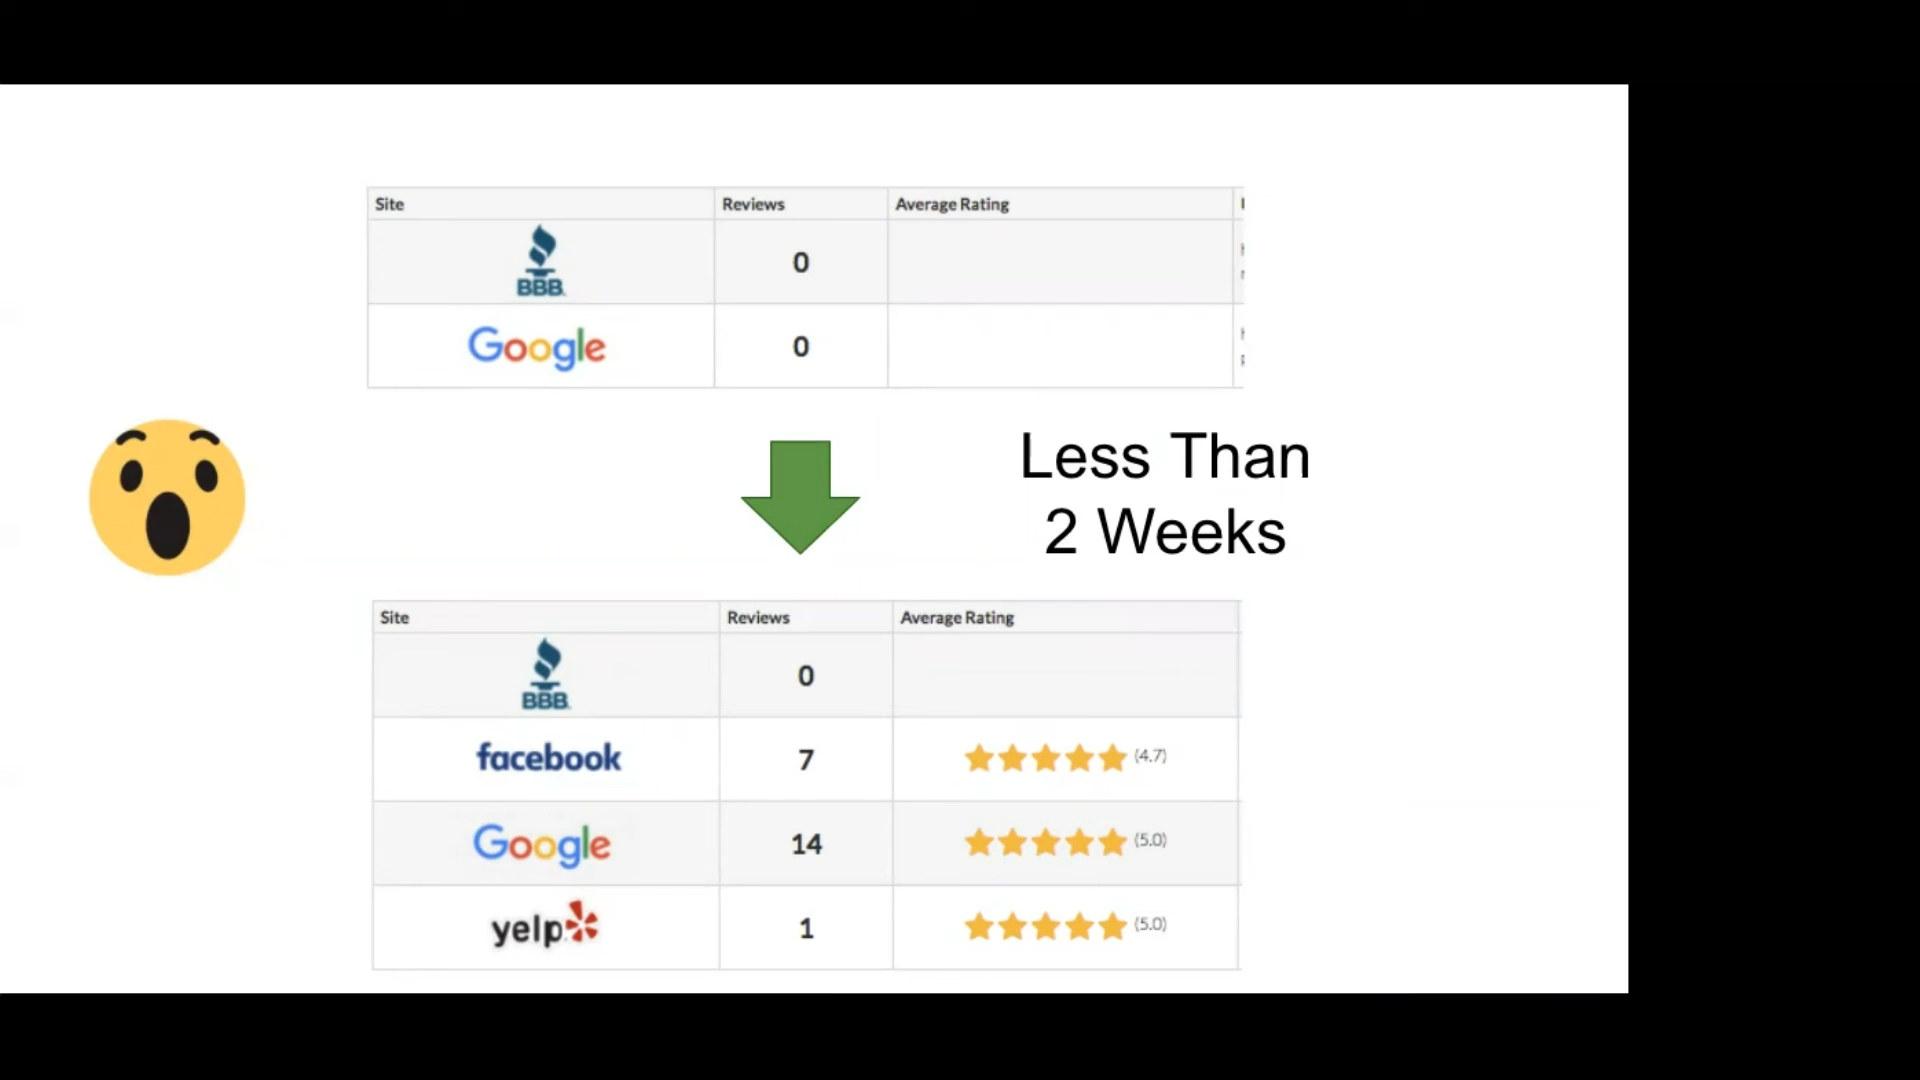 Site Reviews Average Rating
BBB 0
Google 0
Less Than
2 Weeks
Site Reviews Average Rating
BBB 0
facebook 7 (4.7)
Google 14 (5.0)
yelp 1 (5.0)